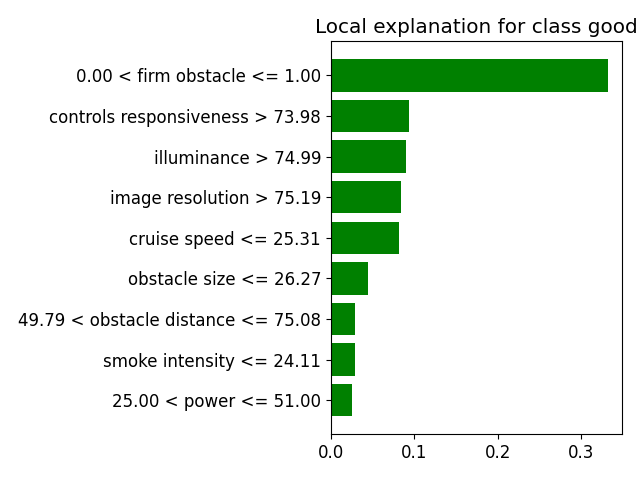 Local explanation for class good
0.00 < firm obstacle <= 1.00
controls responsiveness > 73.98
illuminance > 74.99
image resolution > 75.19
cruise speed <= 25.31
obstacle size <= 26.27
49.79 < obstacle distance <= 75.08
smoke intensity <= 24.11
25.00 < power <= 51.00
0.0 0.1 0.2 0.3